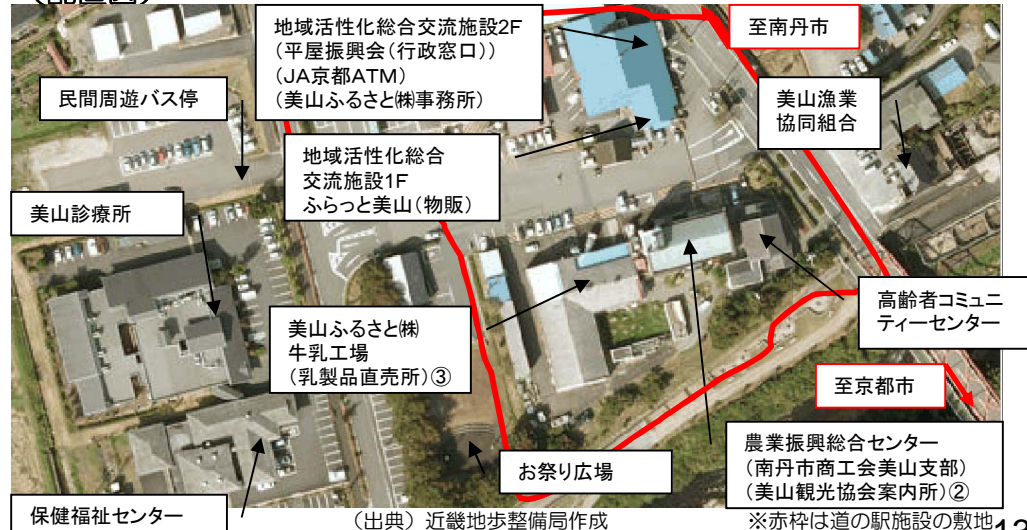 (配置図)
地域活性化総合交流施設2F
(平屋振興会(行政窓口))
(JA京都ATM)
(美山ふるさと㈱事務所)
至南丹市
民間周遊バス停
美山漁業
協同組合
地域活性化総合
交流施設1F
ふらっと美山(物販)
美山診療所
高齢者コミュニ
ティーセンター
美山ふるさと㈱
牛乳工場
(乳製品直売所)③
至京都市
農業振興総合センター
(南丹市商工会美山支部)
(美山観光協会案内所)②
お祭り広場
保健福祉センター
(出典)近畿地歩整備局作成
※赤枠は道の駅施設の敷地